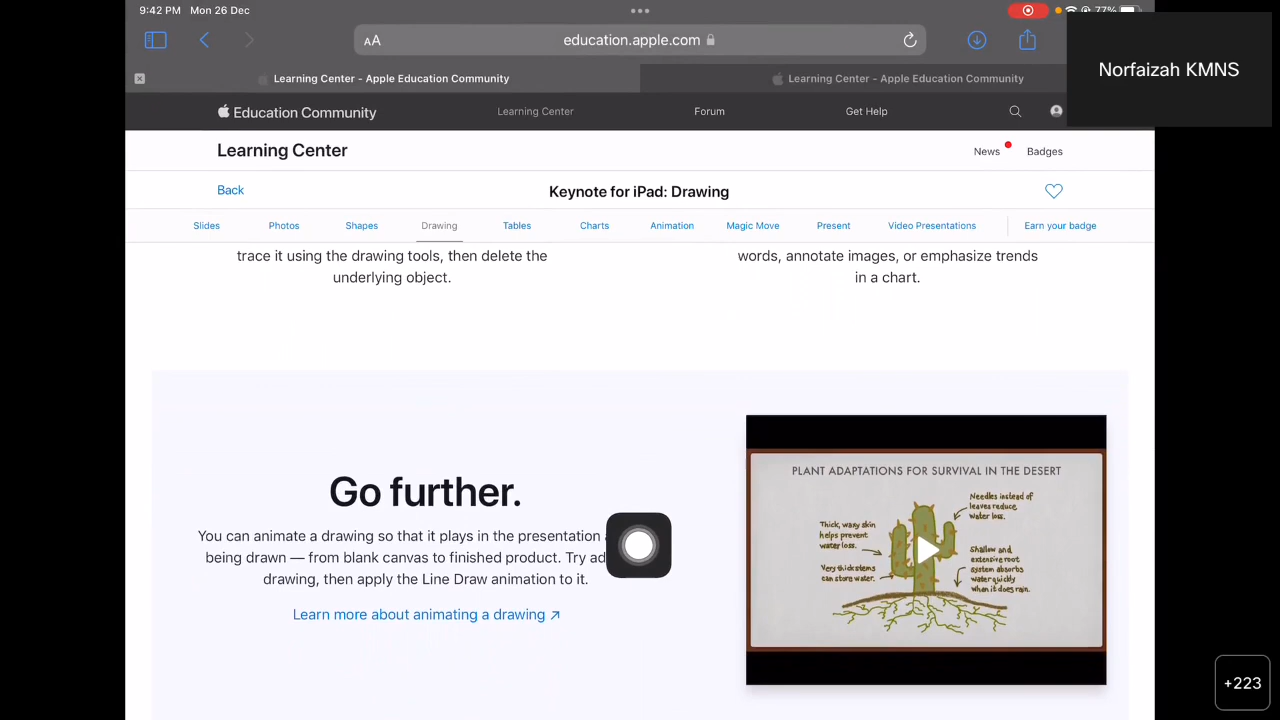 9:42 PM Mon 26 Dec
77%
AA education.apple.com
Norfaizah KMNS
Learning Center - Apple Education Community
Learning Center - Apple Education Community
Education Community Learning Center Forum Get Help
Learning Center News Badges
Back Keynote for iPad: Drawing
Slides Photos Shapes Drawing Tables Charts Animation Magic Move Present Video Presentations Earn your badge
trace it using the drawing tools, then delete the
underlying object.
words, annotate images, or emphasize trends
in a chart.
Go further.
You can animate a drawing so that it plays in the presentation
being drawn — from blank canvas to finished product. Try
drawing, then apply the Line Draw animation to it.
Learn more about animating a drawing
PLANT ADAPTATIONS FOR SURVIVAL IN THE DESERT
Thick, waxy skin
helps prevent
water loss.
Very thick stems
can store water.
Needles instead of
leaves reduce
water loss.
Shallow and
extensive root
system absorbs
water quickly
when it does rain.
+223